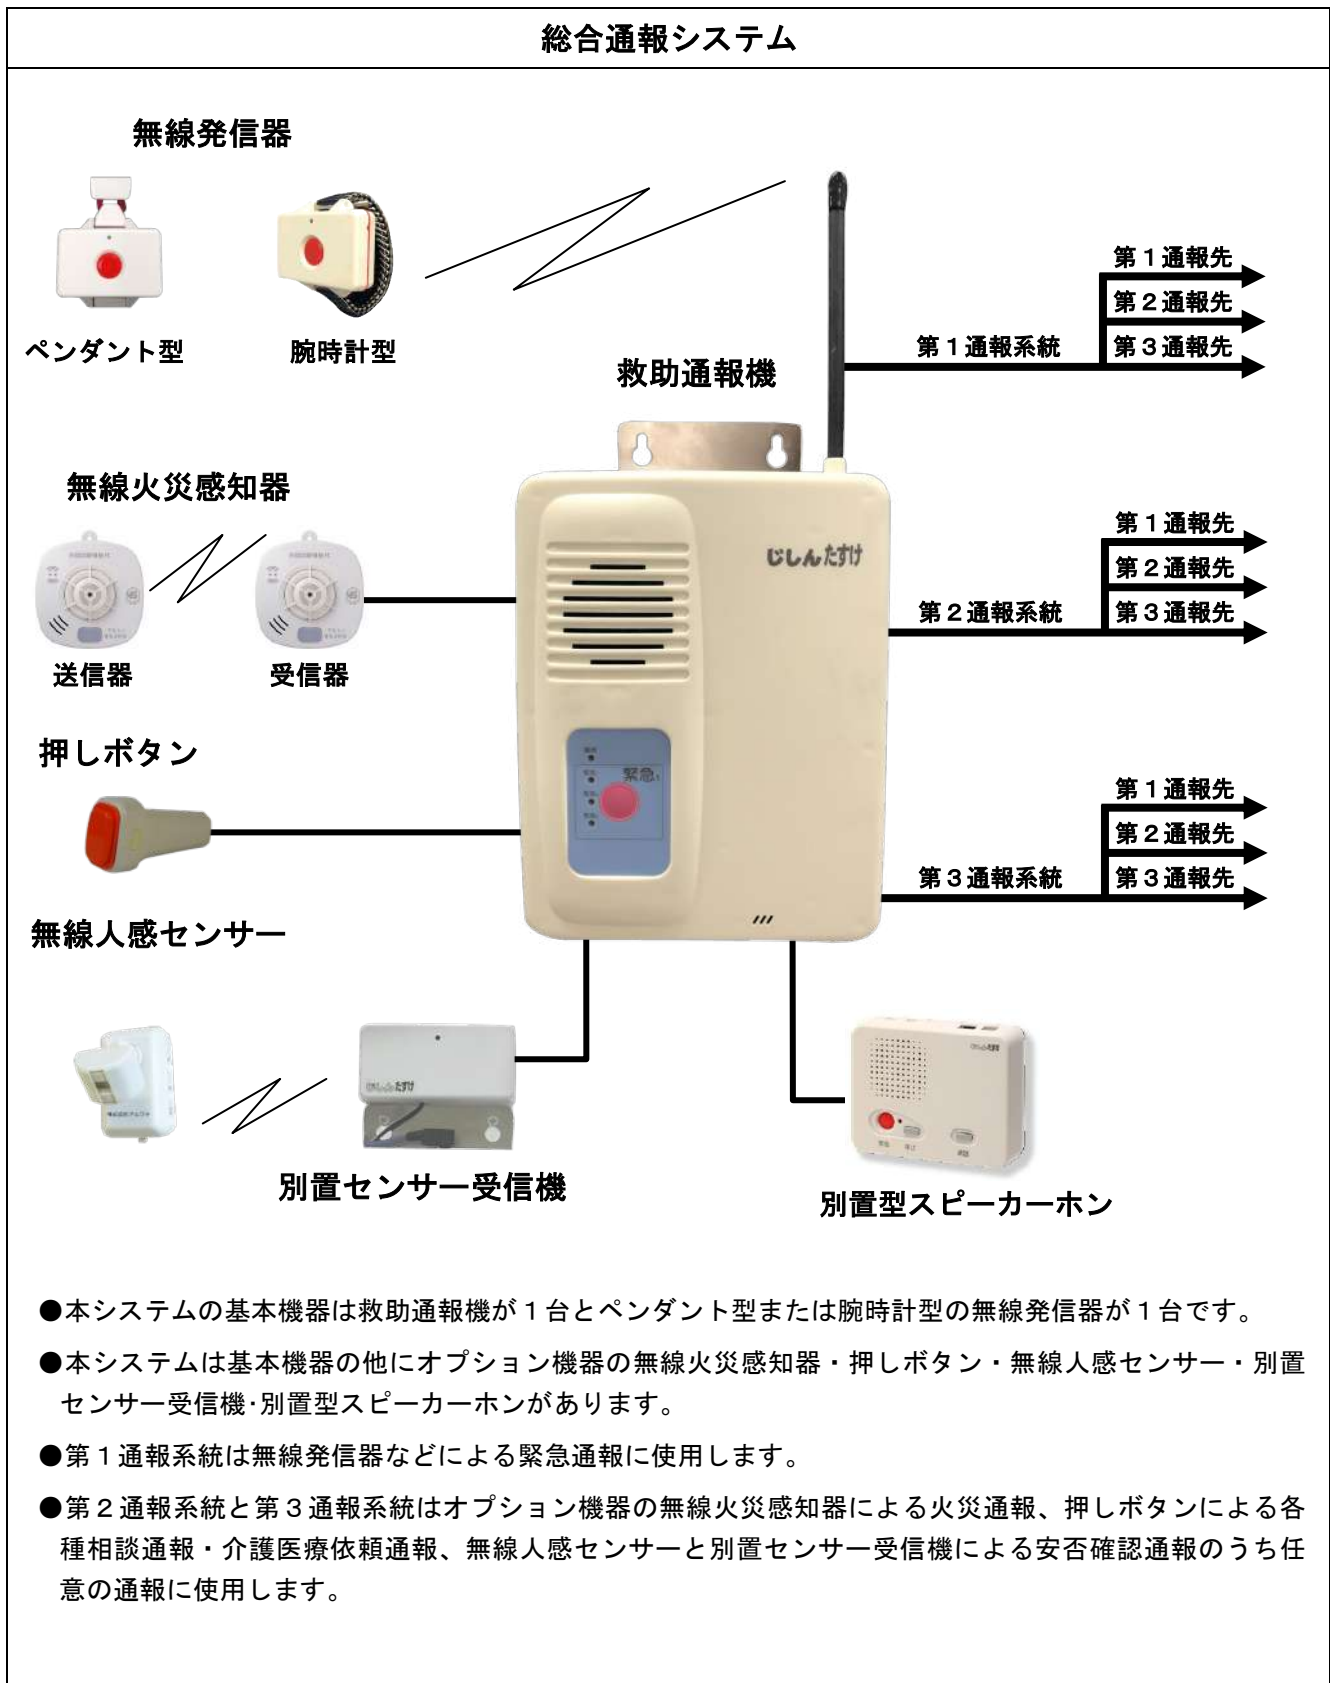 総合通報システム
無線発信器
ペンダント型
腕時計型
救助通報機
第１通報系統
第１通報先
第２通報先
第３通報先
無線火災感知器
送信器
受信器
じしんたすけ
緊急
第２通報系統
第１通報先
第２通報先
第３通報先
押しボタン
第３通報系統
第１通報先
第２通報先
第３通報先
無線人感センサー
じしんたすけ
別置センサー受信機
じしんたすけ
別置型スピーカーホン
●本システムの基本機器は救助通報機が１台とペンダント型または腕時計型の無線発信器が１台です。
●本システムは基本機器の他にオプション機器の無線火災感知器・押しボタン・無線人感センサー・別置
センサー受信機･別置型スピーカーホンがあります。
●第１通報系統は無線発信器などによる緊急通報に使用します。
●第２通報系統と第３通報系統はオプション機器の無線火災感知器による火災通報、押しボタンによる各
種相談通報・介護医療依頼通報、無線人感センサーと別置センサー受信機による安否確認通報のうち任
意の通報に使用します。